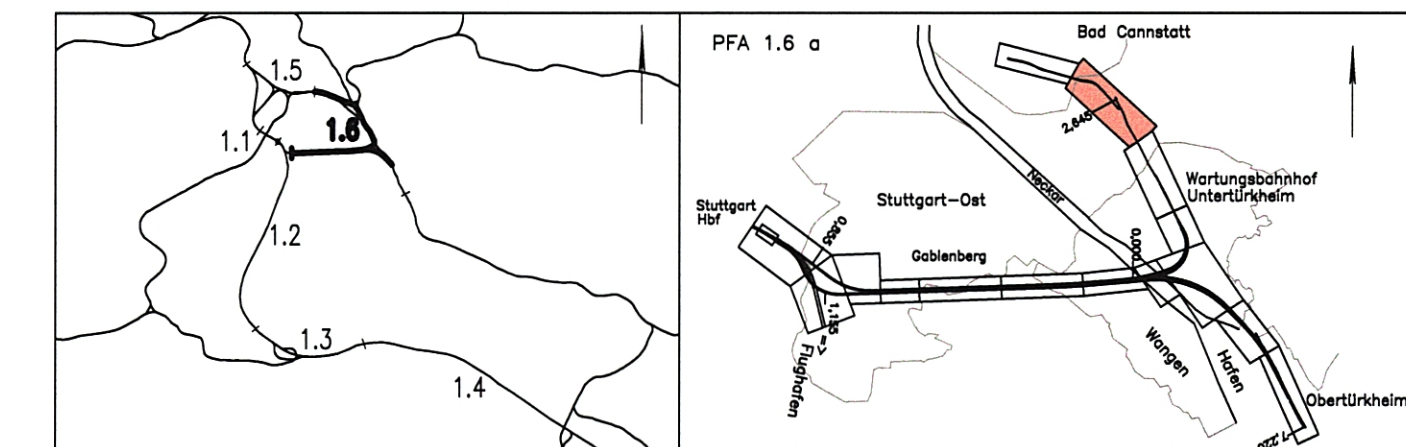 1.5
1.6
1.1
1.2
1.3
1.4
PFA 1.6 a
Bad Cannstatt
2,645
Neckar
Wartungsbahnhof
Untertürkheim
Stuttgart
Hbf
Stuttgart-Ost
0,855
Gablenberg
0,000
1,155 =>
Flughafen
Wangen
Hafen
Obertürkheim